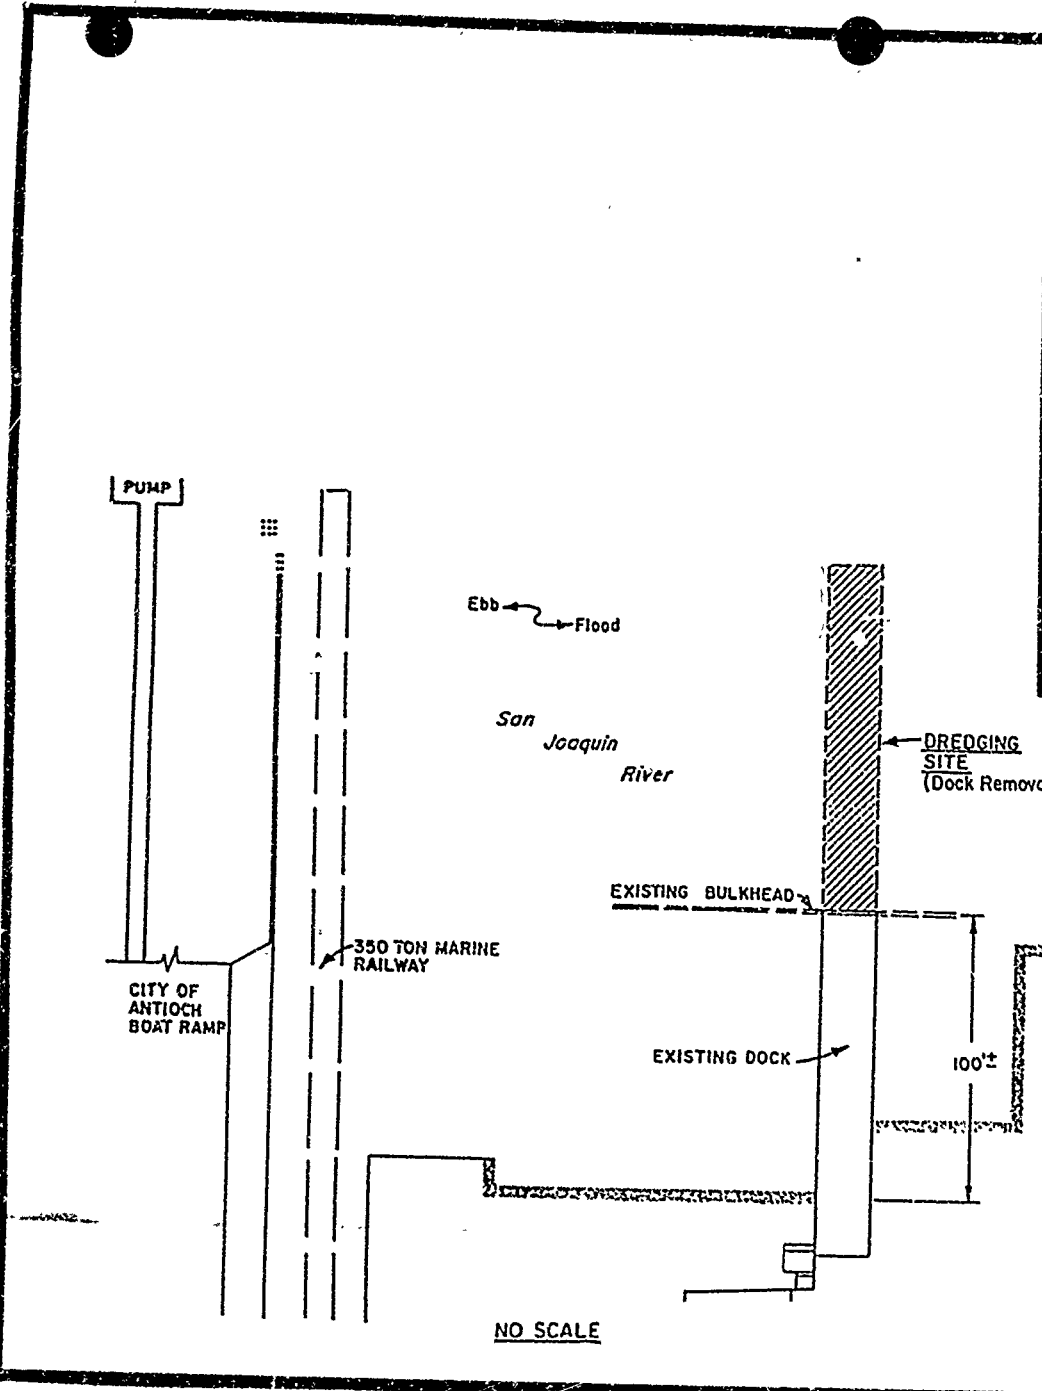 PUMP
Ebb
Flood
San
Joaquin
River
DREDGING
SITE
(Dock Remov
EXISTING BULKHEAD
350 TON MARINE
RAILWAY
CITY OF
ANTIOCH
BOAT RAMP
EXISTING DOCK
100'±
NO SCALE